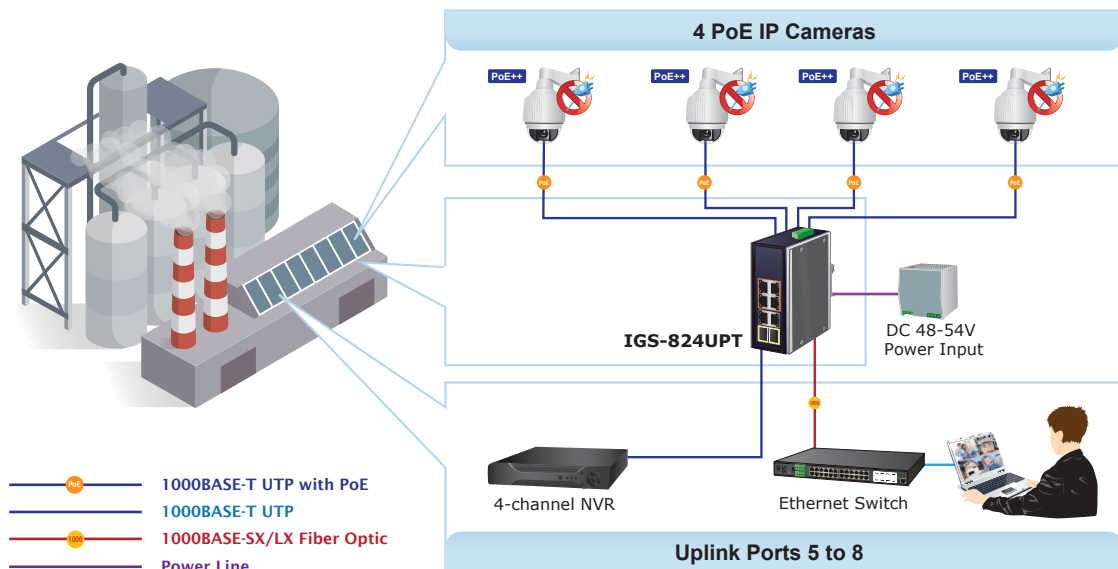 4 PoE IP Cameras
PoE++
PoE++
PoE++
PoE++
PoE
PoE
PoE
PoE
IGS-824UPT
DC 48-54V
Power Input
1000
4-channel NVR
Ethernet Switch
PoE
1000BASE-T UTP with PoE
1000BASE-T UTP
1000
1000BASE-SX/LX Fiber Optic
Power Line
Uplink Ports 5 to 8